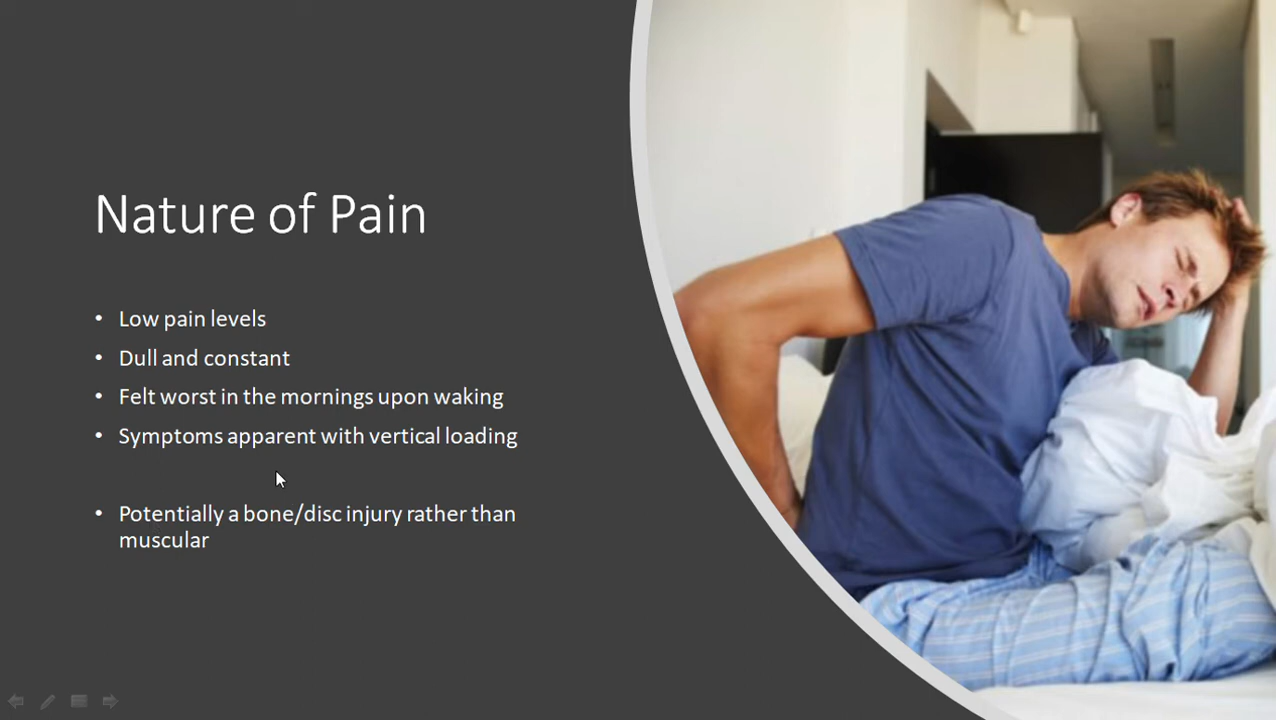 Nature of Pain
• Low pain levels
• Dull and constant
• Felt worst in the mornings upon waking
• Symptoms apparent with vertical loading
• Potentially a bone/disc injury rather than
muscular